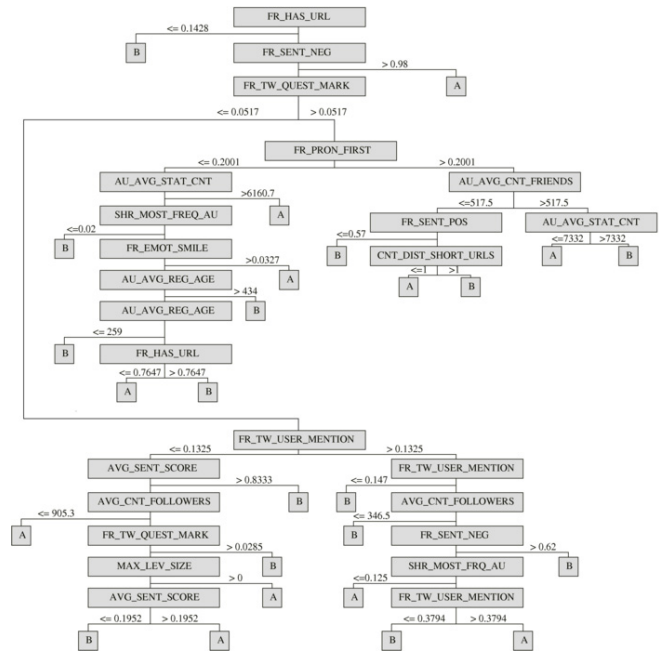 FR_HAS_URL
<= 0.1428
B
FR_SENT_NEG
> 0.98
FR_TW_QUEST_MARK
A
<= 0.0517 > 0.0517
FR_PRON_FIRST
<= 0.2001 > 0.2001
AU_AVG_STAT_CNT AU_AVG_CNT_FRIENDS
>6160.7 <=517.5 >517.5
SHR_MOST_FREQ_AU A FR_SENT_POS AU_AVG_STAT_CNT
<=0.02 <=0.57 <=7332 >7332
B FR_EMOT_SMILE B CNT_DIST_SHORT_URLS A B
>0.0327 <=1 >1
AU_AVG_REG_AGE A A B
> 434
AU_AVG_REG_AGE B
<= 259
B FR_HAS_URL
<= 0.7647 > 0.7647
A B
FR_TW_USER_MENTION
<= 0.1325 > 0.1325
AVG_SENT_SCORE FR_TW_USER_MENTION
> 0.8333 <= 0.147
AVG_CNT_FOLLOWERS B B AVG_CNT_FOLLOWERS
<= 905.3 <= 346.5
A FR_TW_QUEST_MARK B FR_SENT_NEG
> 0.0285 > 0.62
MAX_LEV_SIZE B SHR_MOST_FRQ_AU B
> 0 <=0.125
AVG_SENT_SCORE A A FR_TW_USER_MENTION
<= 0.1952 > 0.1952 <= 0.3794 > 0.3794
B A B A